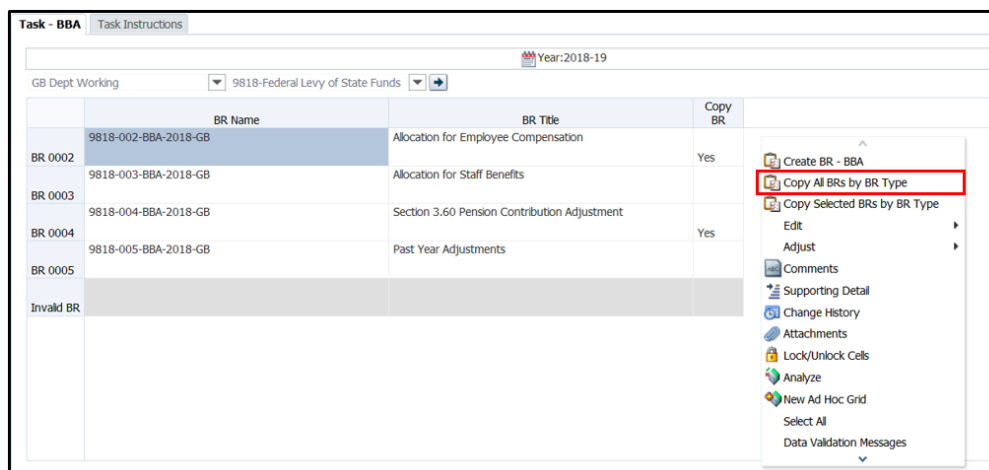 Task - BBA Task Instructions
Year:2018-19
GB Dept Working 9818-Federal Levy of State Funds
BR Name BR Title Copy BR
BR 0002 9818-002-BBA-2018-GB Allocation for Employee Compensation Yes
BR 0003 9818-003-BBA-2018-GB Allocation for Staff Benefits
BR 0004 9818-004-BBA-2018-GB Section 3.60 Pension Contribution Adjustment Yes
BR 0005 9818-005-BBA-2018-GB Past Year Adjustments
Invalid BR
Create BR - BBA
Copy All BRs by BR Type
Copy Selected BRs by BR Type
Edit
Adjust
Comments
Supporting Detail
Change History
Attachments
Lock/Unlock Cells
Analyze
New Ad Hoc Grid
Select All
Data Validation Messages